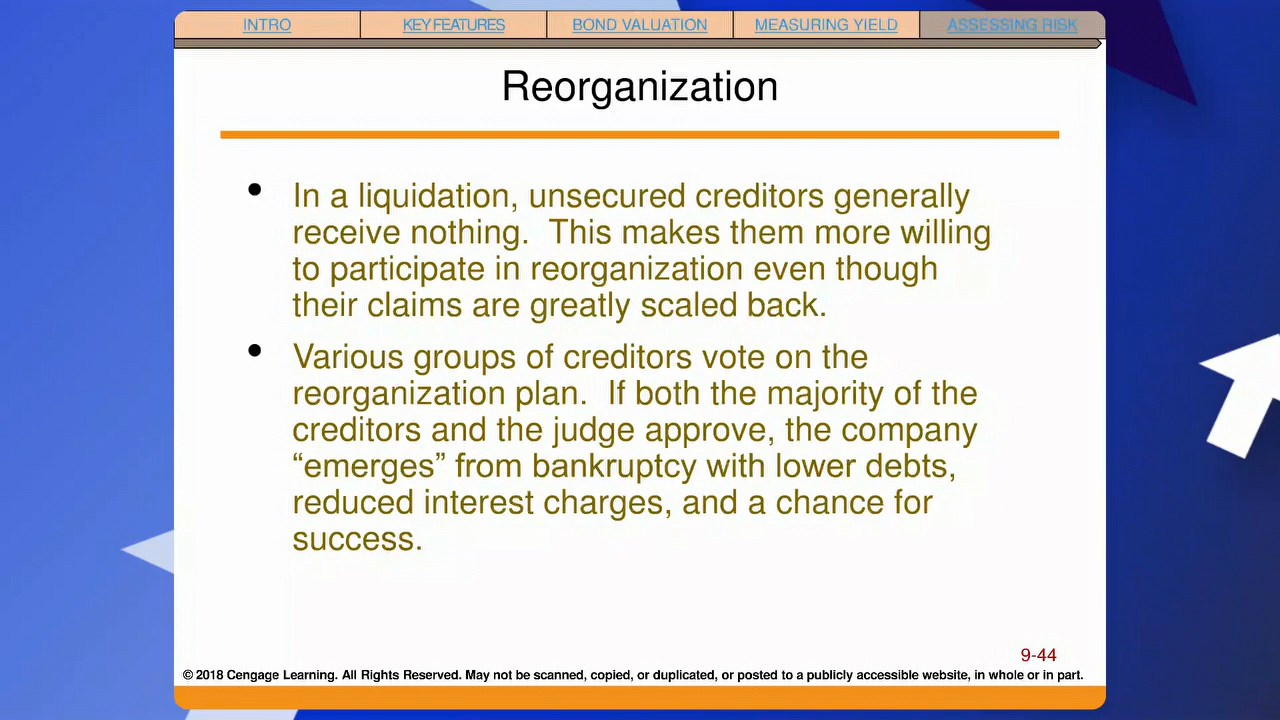 INTRO KEY FEATURES BOND VALUATION MEASURING YIELD ASSESSING RISK
Reorganization
• In a liquidation, unsecured creditors generally
receive nothing.  This makes them more willing
to participate in reorganization even though
their claims are greatly scaled back.
• Various groups of creditors vote on the
reorganization plan.  If both the majority of the
creditors and the judge approve, the company
“emerges” from bankruptcy with lower debts,
reduced interest charges, and a chance for
success.
9-44
© 2018 Cengage Learning. All Rights Reserved. May not be scanned, copied, or duplicated, or posted to a publicly accessible website, in whole or in part.